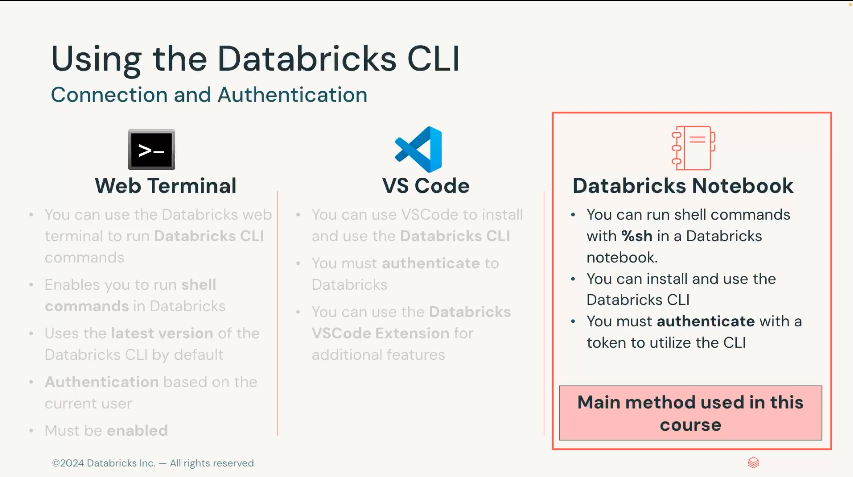 Using the Databricks CLI
Connection and Authentication
>-
Web Terminal
• You can use the Databricks web
terminal to run Databricks CLI
commands
• Enables you to run shell
commands in Databricks
• Uses the latest version of the
Databricks CLI by default
• Authentication based on the
current user
• Must be enabled
VS Code
• You can use VSCode to install
and use the Databricks CLI
• You must authenticate to
Databricks
• You can use the Databricks
VSCode Extension for
additional features
Databricks Notebook
• You can run shell commands
with %sh in a Databricks
notebook.
• You can install and use the
Databricks CLI
• You must authenticate with a
token to utilize the CLI
Main method used in this
course
©2024 Databricks Inc. — All rights reserved